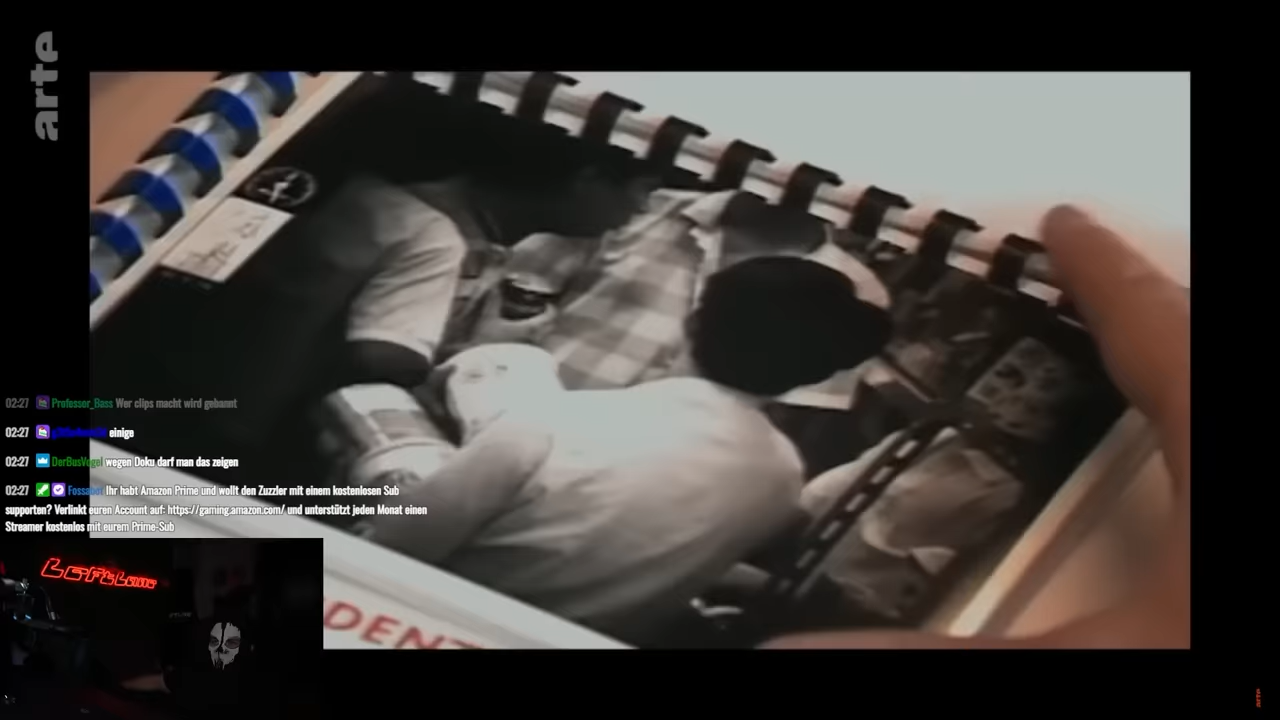 arte
02:27 Professor_Bass Wer clips macht wird gebannt
02:27 einige
02:27 DerBusVogel wegen Doku darf man das zeigen
02:27 Ihr habt Amazon Prime und wollt den Zuzzler mit einem kostenlosen Sub
supporten? Verlinkt euren Account auf: https://gaming.amazon.com/ und unterstützt jeden Monat einen
Streamer kostenlos mit eurem Prime-Sub
LeftLane
DENT
arte